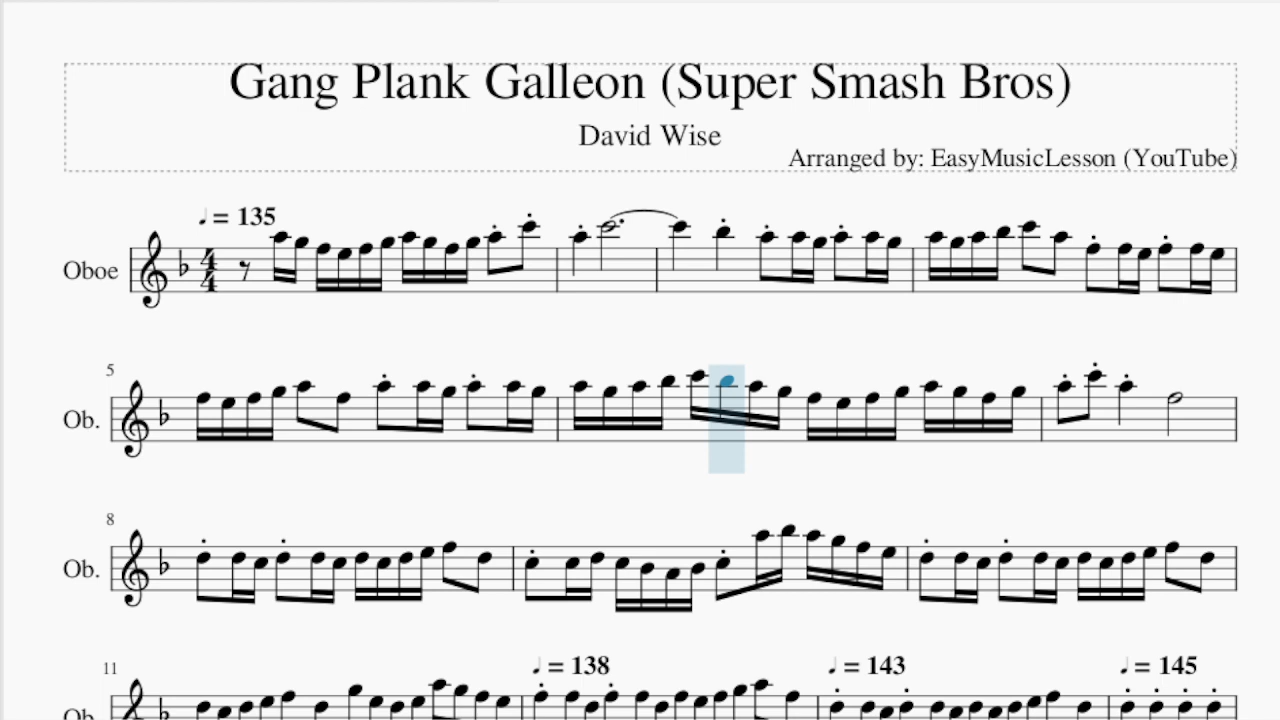 Gang Plank Galleon (Super Smash Bros)
David Wise
Arranged by: EasyMusicLesson (YouTube)
♩ = 135
Oboe
5
Ob.
8
Ob.
11
♩ = 138 ♩ = 143 ♩ = 145
Ob.